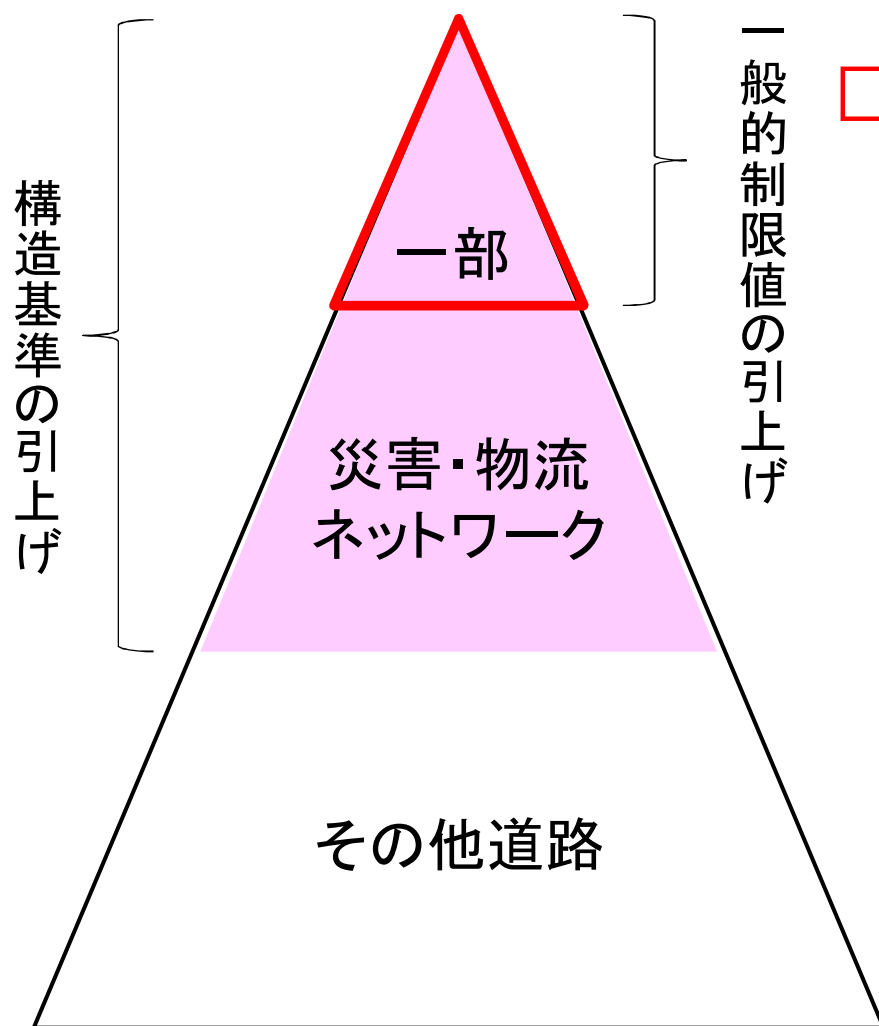 構造基準の引上げ
一般的制限値の引上げ
一部
災害・物流
ネットワーク
その他道路